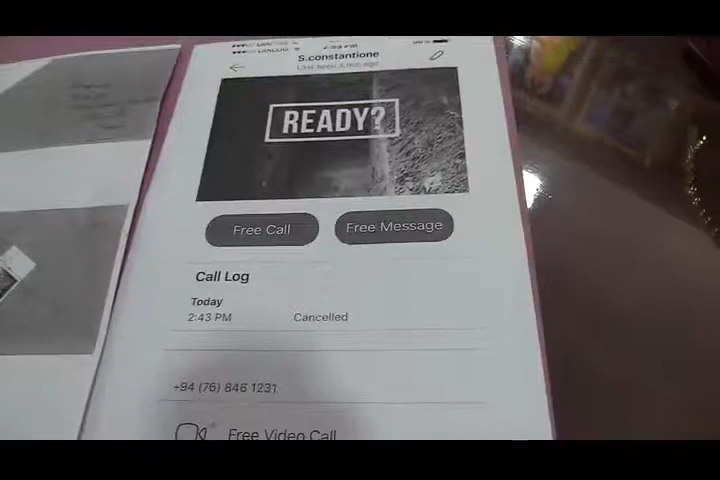 S.constantione
READY?
Free Call
Free Message
Call Log
Today
2:43 PM
Cancelled
+94 (76) 846 1231
Free Video Call